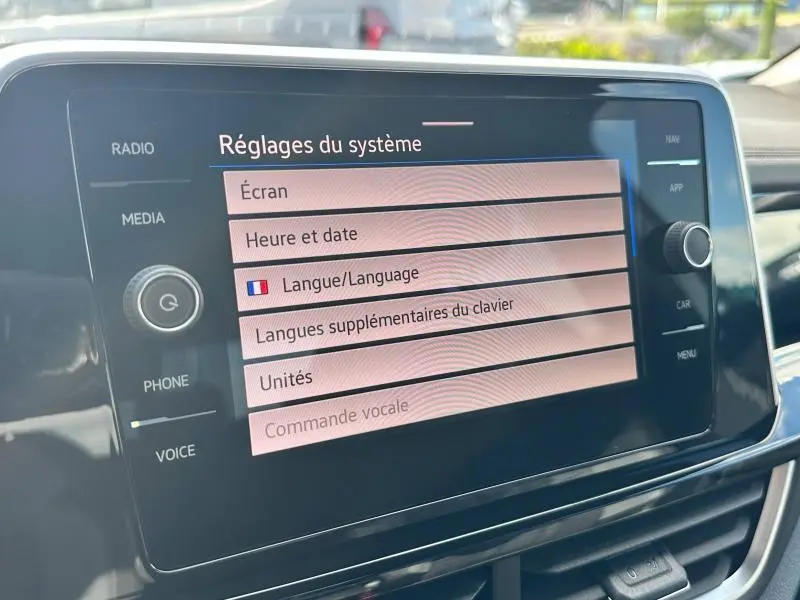 RADIO
MEDIA
PHONE
VOICE
Réglages du système
Écran
Heure et date
Langue/Language
Langues supplémentaires du clavier
Unités
Commande vocale
NAV
APP
CAR
MENU